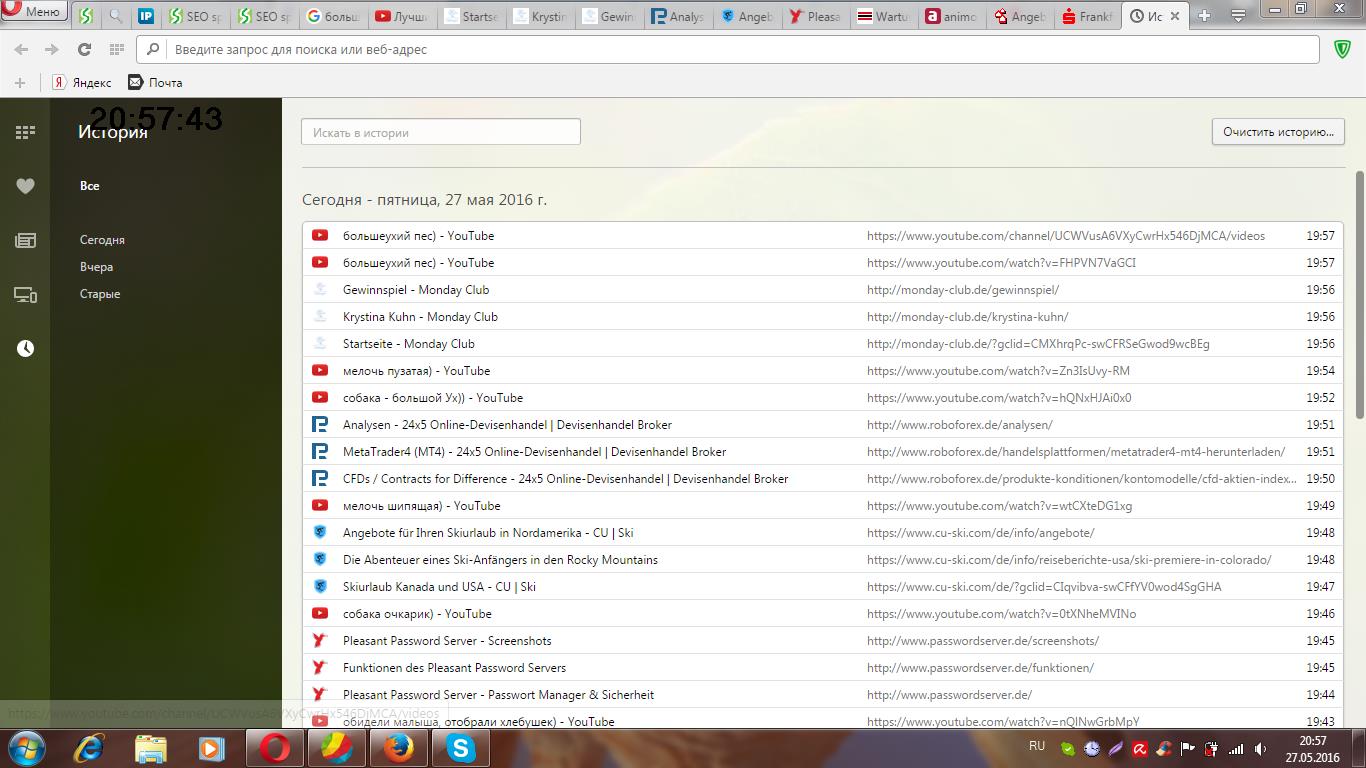 Меню
SEO sp
SEO sp
больш
Лучши
Startse
Krystin
Gewinn
Analys
Angeb
Pleasa
Wartu
animo
Angeb
Frankf
Ис
Введите запрос для поиска или веб-адрес
Яндекс
Почта
20:57:43
История
Искать в истории
Очистить историю...
Все
Сегодня
Вчера
Старые
Сегодня - пятница, 27 мая 2016 г.
большеухий пес) - YouTube https://www.youtube.com/channel/UCWVusA6VXyCwrHx546DJMCA/videos 19:57
большеухий пес) - YouTube https://www.youtube.com/watch?v=FHPVN7VaGCI 19:57
Gewinnspiel - Monday Club http://monday-club.de/gewinnspiel/ 19:56
Krystina Kuhn - Monday Club http://monday-club.de/krystina-kuhn/ 19:56
Startseite - Monday Club http://monday-club.de/?gclid=CMXhrqPc-swCFRSeGwod9wcBEg 19:56
мелочь пузатая) - YouTube https://www.youtube.com/watch?v=Zn3IsUvy-RM 19:54
собака - большой Ух)) - YouTube https://www.youtube.com/watch?v=hQNxHJAi0x0 19:52
Analysen - 24x5 Online-Devisenhandel | Devisenhandel Broker http://www.roboforex.de/analysen/ 19:51
MetaTrader4 (MT4) - 24x5 Online-Devisenhandel | Devisenhandel Broker http://www.roboforex.de/handelsplattformen/metatrader4-mt4-herunterladen/ 19:51
CFDs / Contracts for Difference - 24x5 Online-Devisenhandel | Devisenhandel Broker http://www.roboforex.de/produkte-konditionen/kontomodelle/cfd-aktien-index... 19:50
мелочь шипящая) - YouTube https://www.youtube.com/watch?v=wtCXteDG1xg 19:49
Angebote für Ihren Skiurlaub in Nordamerika - CU | Ski http://www.cu-ski.com/de/info/angebote/ 19:48
Die Abenteuer eines Ski-Anfängers in den Rocky Mountains http://www.cu-ski.com/de/info/reiseberichte-usa/ski-premiere-in-colorado/ 19:48
Skiurlaub Kanada und USA - CU | Ski http://www.cu-ski.com/de/?gclid=CIqvibva-swCFfYV0wod4SgGHA 19:47
собака очкарик) - YouTube https://www.youtube.com/watch?v=0tXNheMVINo 19:46
Pleasant Password Server - Screenshots http://www.passwordserver.de/screenshots/ 19:45
Funktionen des Pleasant Password Servers http://www.passwordserver.de/funktionen/ 19:45
Pleasant Password Server - Passwort Manager & Sicherheit http://www.passwordserver.de/ 19:44
https://www.youtube.com/channel/UCWVusA6VXyCwrHx546DJMCA/videos
обидели малыша, отобрали хлебушек) - YouTube https://www.youtube.com/watch?v=nQlNwGrbMpY 19:43
RU
20:57
27.05.2016